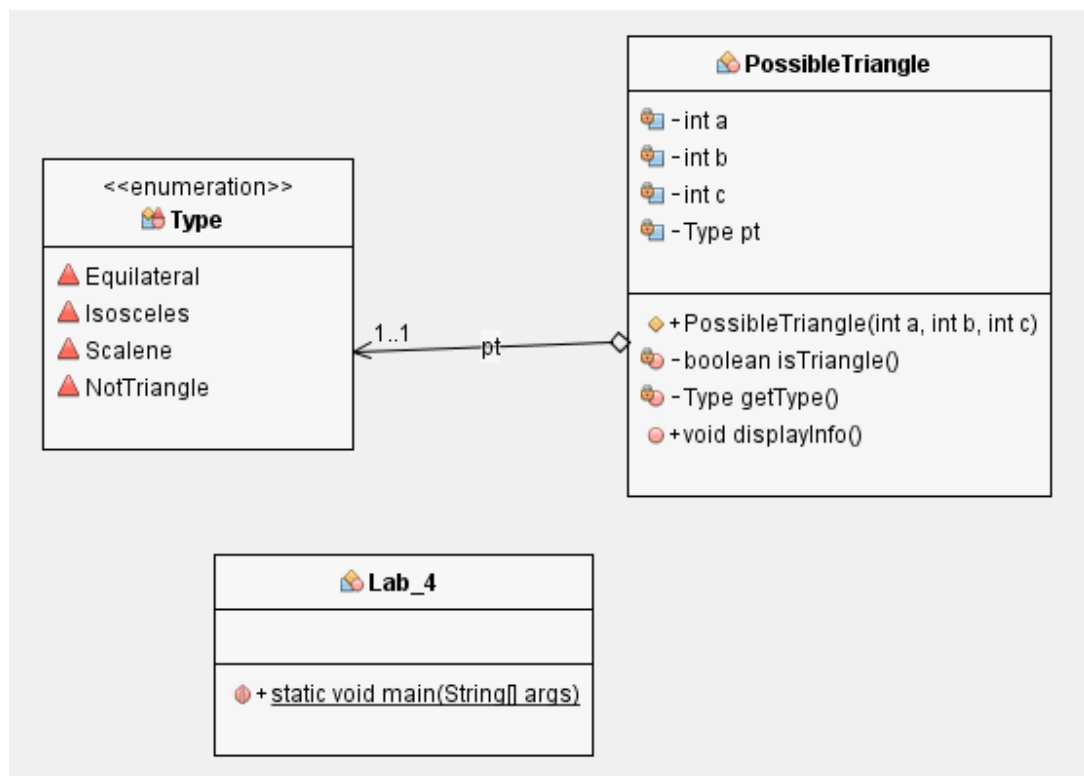 PossibleTriangle
-int a
-int b
-int c
-Type pt
+PossibleTriangle(int a, int b, int c)
-boolean isTriangle()
-Type getType()
+void displayInfo()
<<enumeration>>
Type
Equilateral
Isosceles
Scalene
NotTriangle
1..1
pt
Lab_4
+static void main(String[] args)